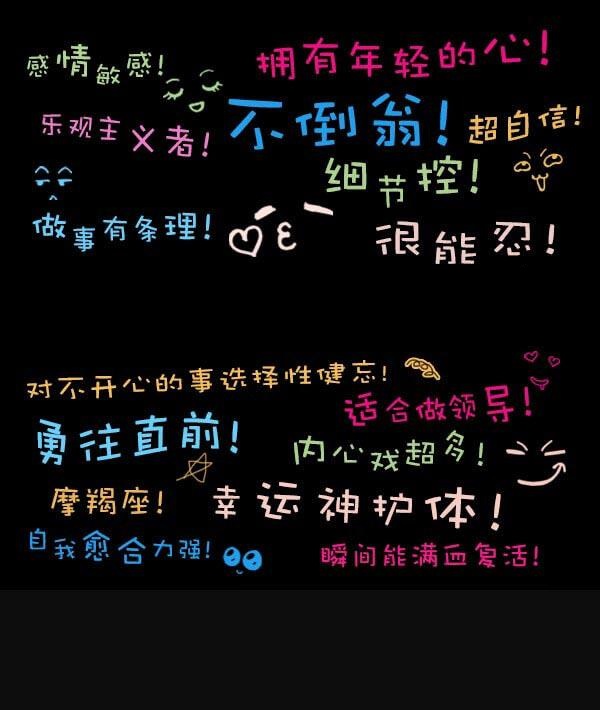 感情敏感!
拥有年轻的心!
乐观主义者!
不倒翁!
超自信!
细节控!
做事有条理!
很能忍!
对不开心的事选择性健忘!
适合做领导!
勇往直前!
内心戏超多!
摩羯座!
幸运神护体!
自我愈合力强!
瞬间能满血复活!